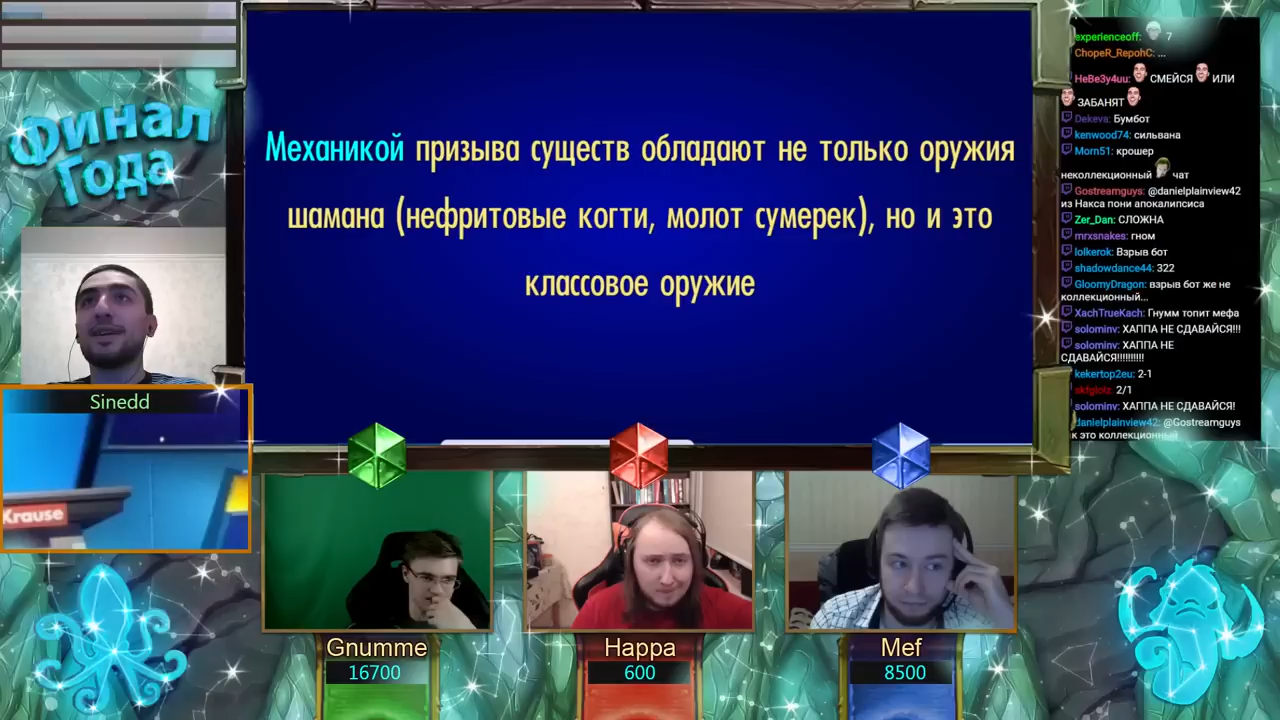 Финал
Года
Механикой призыва существ обладают не только оружия
шамана (нефритовые когти, молот сумерек), но и это
классовое оружие
Sinedd
Krause
Gnumme
16700
Happa
600
Mef
8500
experienceoff: 7
ChopeR_RepohC: ...
HeBe3y4uu: СМЕЙСЯ ИЛИ
ЗАБАНЯТ
Dekeva: Бумбот
kenwood74: сильвана
Morn51: крошер
неколлекционный чат
Gostreamguys: @danielplainview42
из Накса пони апокалипсиса
Zer_Dan: СЛОЖНА
mrxsnakes: гном
lolkerok: Взрыв бот
shadowdance44: 322
GloomyDragon: взрыв бот же не
коллекционный...
XachTrueKach: Гнумм топит мефа
solominv: ХАППА НЕ СДАВАЙСЯ!!!
solominv: ХАППА НЕ
СДАВАЙСЯ!!!!!!!!!!
kekertop2eu: 2-1
2/1
solominv: ХАППА НЕ СДАВАЙСЯ!
danielplainview42: @Gostreamguys
к это коллекционный